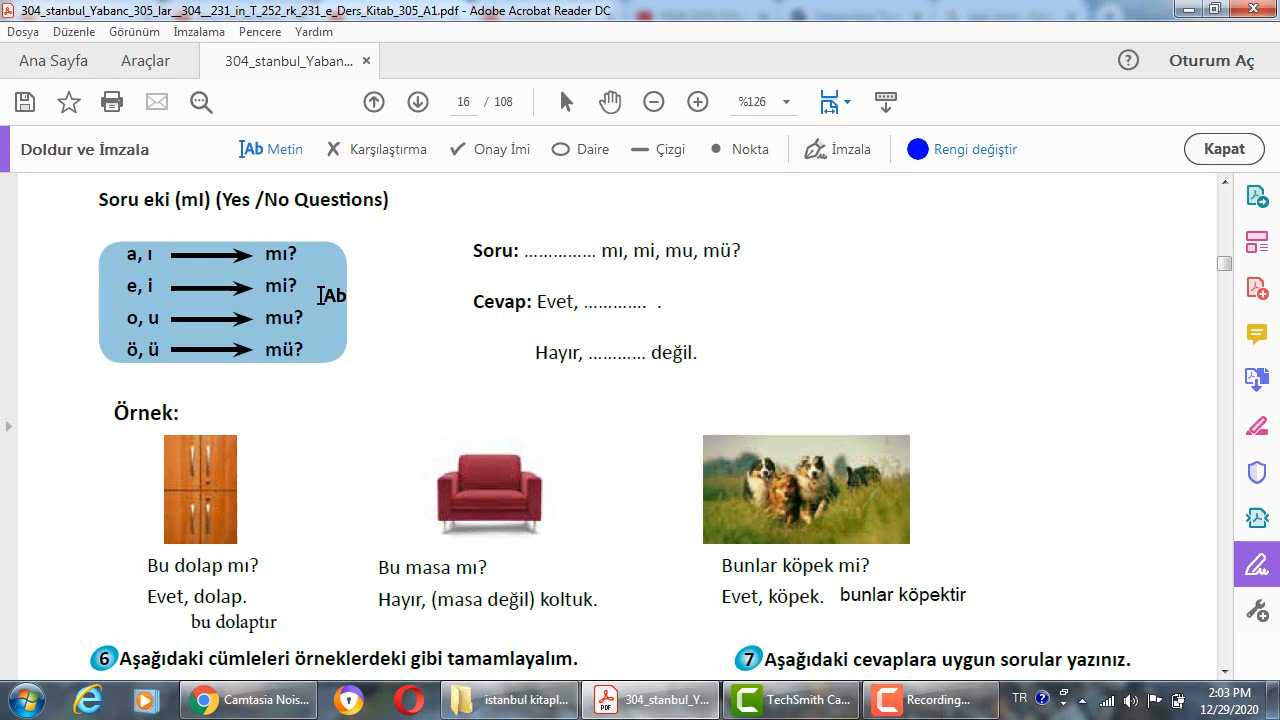 304_stanbul_Yabanc_305_lar__304__231_in_T_252_rk_231_e_Ders_Kitab_305_A1.pdf - Adobe Acrobat Reader DC
Dosya Düzenle Görünüm İmzalama Pencere Yardım
Ana Sayfa Araçlar 304_stanbul_Yaban... × ? Oturum Aç
16 / 108 %126
Doldur ve İmzala Ab Metin Karşılaştırma Onay İmi Daire Çizgi Nokta İmzala Rengi değiştir Kapat
Soru eki (mI) (Yes /No Questions)
a, ı mı?
e, i mi?
o, u mu?
ö, ü mü?
Ab
Soru: ............... mı, mi, mu, mü?
Cevap: Evet, ............. .
Hayır, ............ değil.
Örnek:
Bu dolap mı?
Evet, dolap.
bu dolaptır
Bu masa mı?
Hayır, (masa değil) koltuk.
Bunlar köpek mi?
Evet, köpek. bunlar köpektir
6 Aşağıdaki cümleleri örneklerdeki gibi tamamlayalım.
7 Aşağıdaki cevaplara uygun sorular yazınız.
Camtasia Nois... istanbul kitapl... PDF 304_stanbul_Y... TechSmith Ca... Recording... TR 2:03 PM
12/29/2020